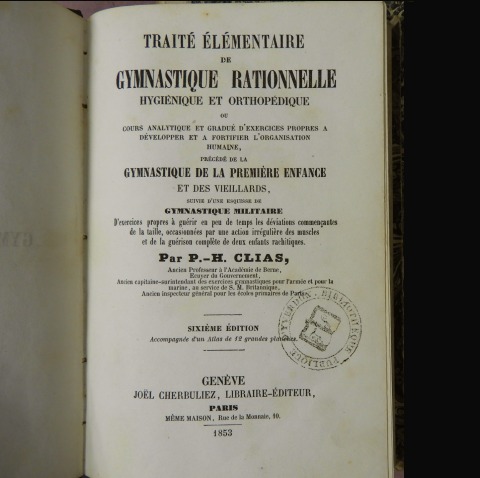 TRAITÉ ÉLÉMENTAIRE
DE
GYMNASTIQUE RATIONNELLE
HYGIÉNIQUE ET ORTHOPÉDIQUE
OU
COURS ANALYTIQUE ET GRADUÉ D'EXERCICES PROPRES A
DÉVELOPPER ET A FORTIFIER L'ORGANISATION
HUMAINE,
PRÉCÉDÉ DE LA
GYMNASTIQUE DE LA PREMIÈRE ENFANCE
ET DES VIEILLARDS,
SUIVIE D'UNE ESQUISSE DE
GYMNASTIQUE MILITAIRE
D'exercices propres à guérir en peu de temps les déviations commençantes
de la taille, occasionnées par une action irrégulière des muscles
et de la guérison complète de deux enfants rachitiques.
Par P.-H. CLIAS,
Ancien Professeur à l'Académie de Berne,
Ecuyer du Gouvernement,
Ancien capitaine-surintendant des exercices gymnastiques pour l'armée et pour la
marine, au service de S. M. Britannique,
Ancien inspecteur général pour les écoles primaires de Paris.
BIBLIOTHÈQUE PUBLIQUE D'YVERDON
SIXIÈME ÉDITION
Accompagnée d'un Atlas de 12 grandes planches.
GENÈVE
JOËL CHERBULIEZ, LIBRAIRE-ÉDITEUR,
PARIS
MÊME MAISON, Rue de la Monnaie, 10.
1853